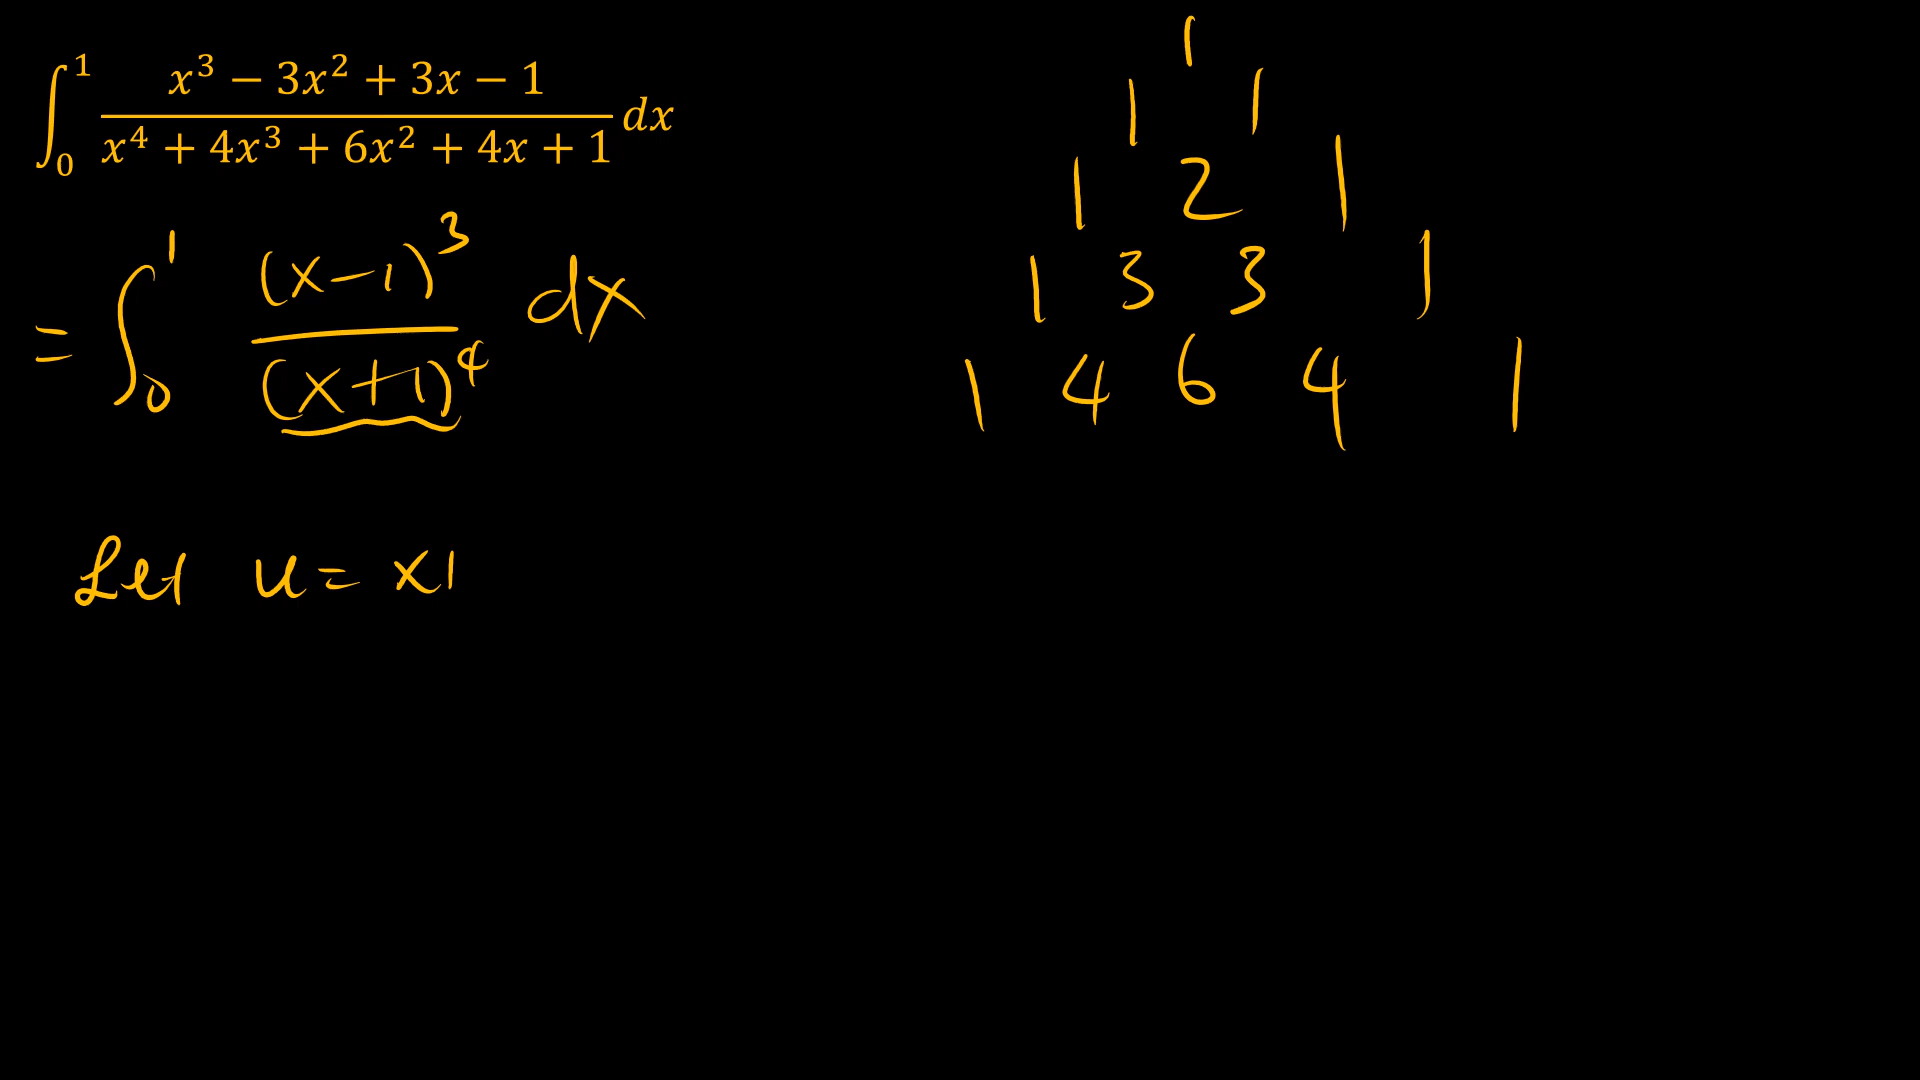 ∫₀¹ (x³ − 3x² + 3x − 1)/(x⁴ + 4x³ + 6x² + 4x + 1) dx
= ∫₀¹ (x−1)³/(x+1)⁴ dx
Let u = x1
1
1 1
1 2 1
1 3 3 1
1 4 6 4 1